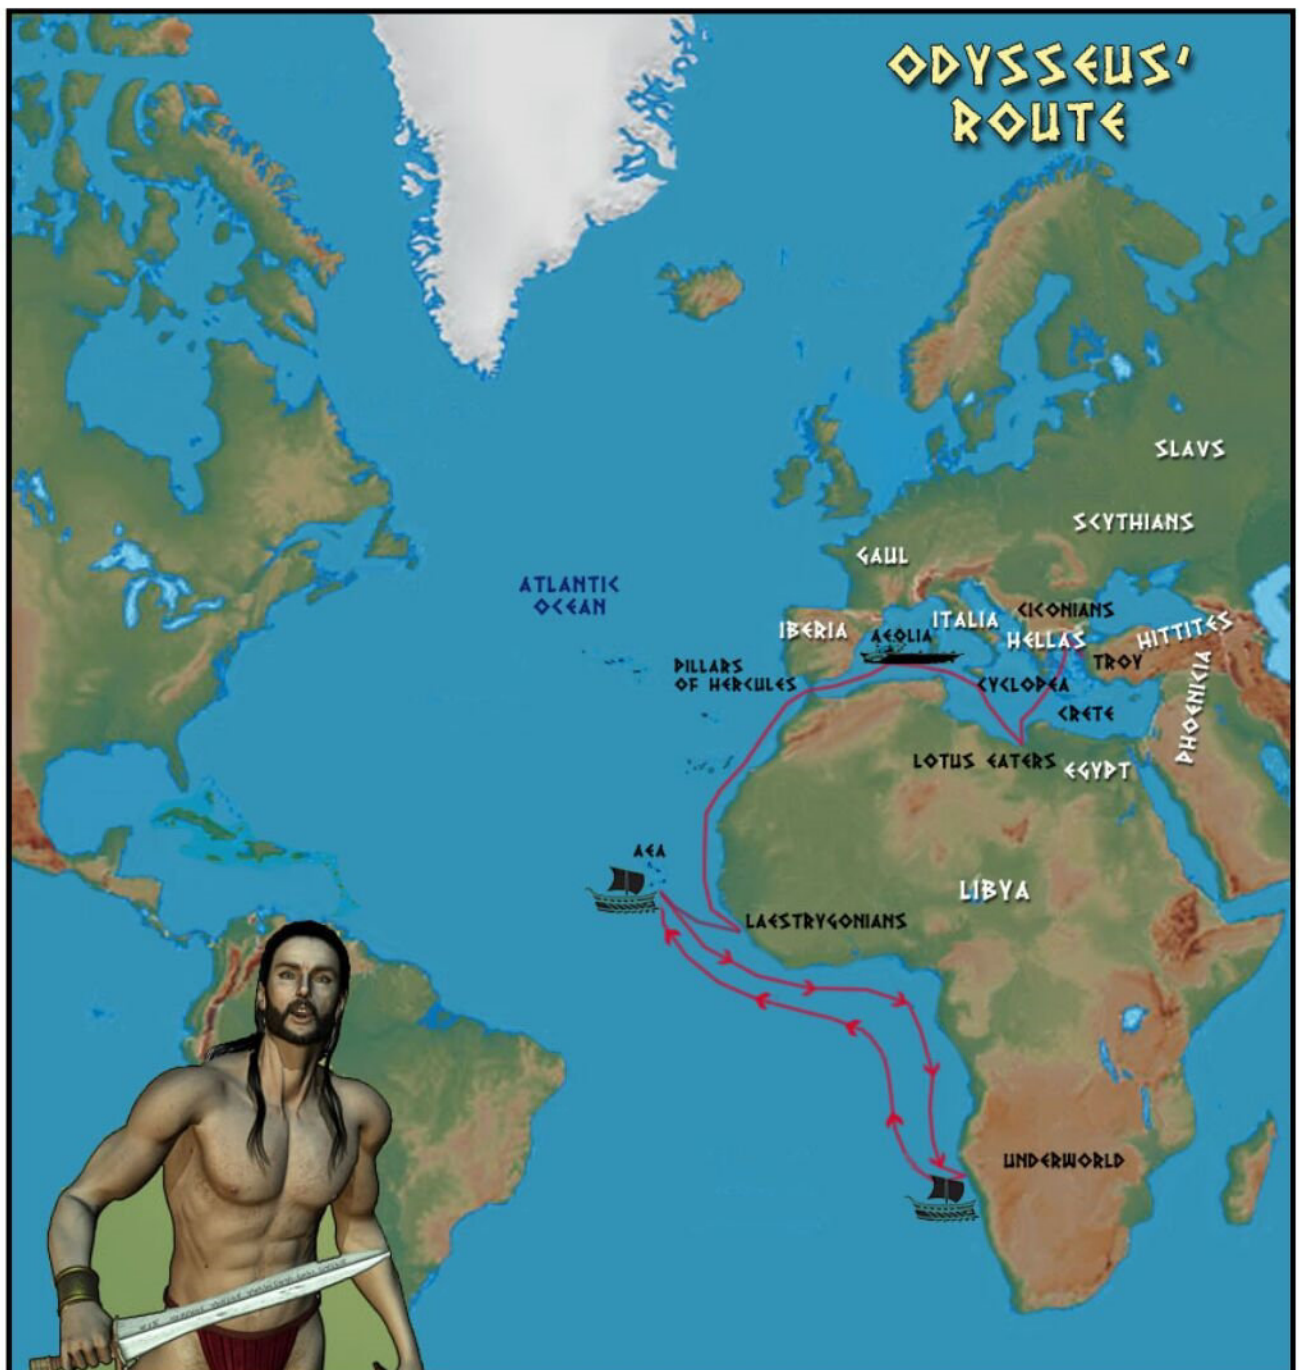 ODYSSEUS'
ROUTE
SLAVS
SCYTHIANS
GAUL
ATLANTIC
OCEAN
CICONIANS
ITALIA
IBERIA
AEOLIA
HELLAS
HITTITES
TROY
PILLARS
OF HERCULES
CYCLOPEA
PHOENICIA
CRETE
LOTUS EATERS
EGYPT
AEA
LIBYA
LAESTRYGONIANS
UNDERWORLD